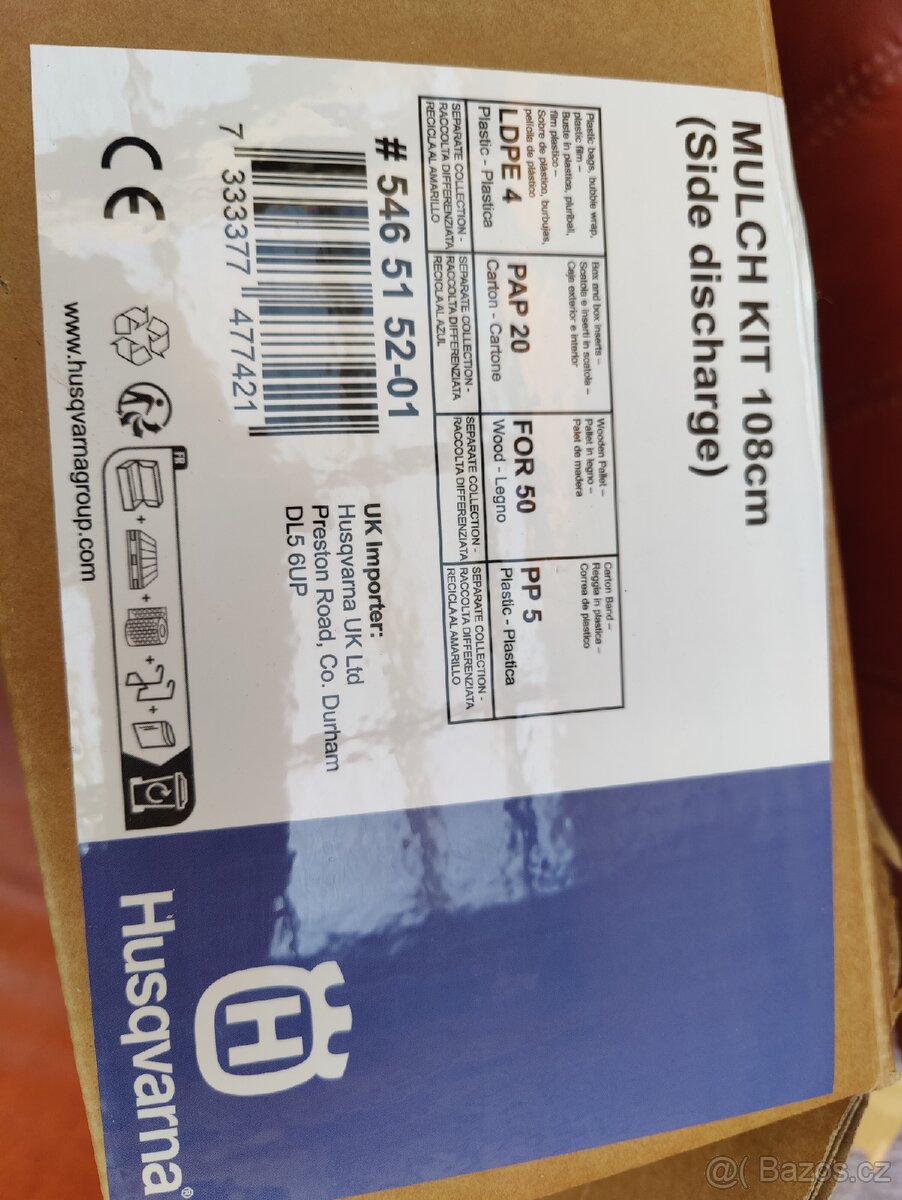 MULCH KIT 108cm
(Side discharge)
Plastic bags, bubble wrap,
plastic film –
Buste in plastica, pluriball,
film plastico –
Sobre de plástico, burbujas,
película de plástico
LDPE 4
Plastic - Plastica
SEPARATE COLLECTION -
RACCOLTA DIFFERENZIATA
RECICLA AL AMARILLO
Box and box inserts –
Scatola e inserti in scatola –
Caja exterior e interior
PAP 20
Carton - Cartone
SEPARATE COLLECTION -
RACCOLTA DIFFERENZIATA
RECICLA AL AZUL
Wooden Pallet –
Pallet in legno –
Palet de madera
FOR 50
Wood - Legno
SEPARATE COLLECTION -
RACCOLTA DIFFERENZIATA
Carton Band –
Reggia in plastica –
Correa de plastico
PP 5
Plastic - Plastica
SEPARATE COLLECTION -
RACCOLTA DIFFERENZIATA
RECICLA AL AMARILLO
# 546 51 52-01
7 333377 477421
UK Importer:
Husqvarna UK Ltd
Preston Road, Co. Durham
DL5 6UP
CE
FR
www.husqvarnagroup.com
H
Husqvarna®
@( Bazos.cz